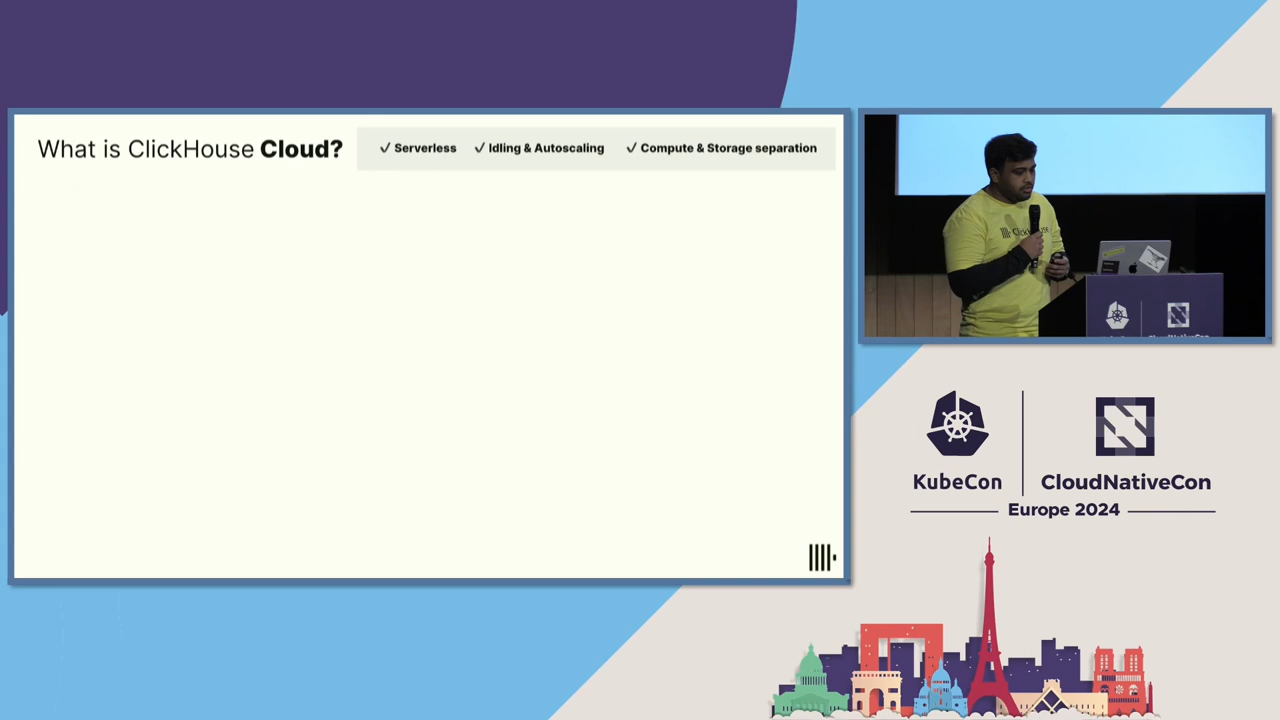 What is ClickHouse Cloud?
✓ Serverless ✓ Idling & Autoscaling ✓ Compute & Storage separation
KubeCon
CloudNativeCon
Europe 2024